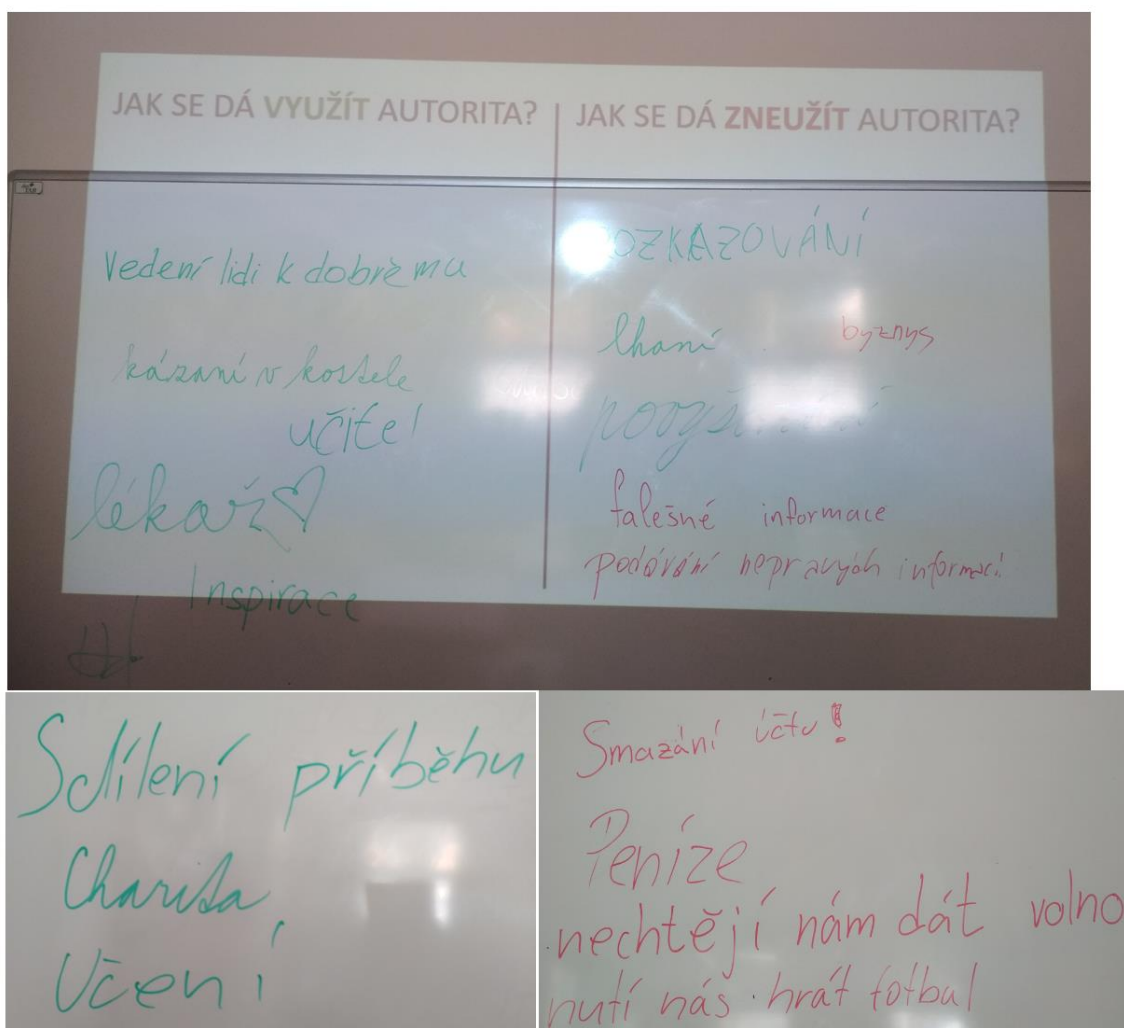 JAK SE DÁ VYUŽÍT AUTORITA?
Vedení lidi k dobrému
kázaní v kostele
učitel
lékař
Inspirace
JAK SE DÁ ZNEUŽÍT AUTORITA?
OZKAZOVÁNÍ
lhaní
byznys
falešné informace
podávání nepravých informací
Sdílení příběhu
Charita
Učení
Smazání účtu!
Peníze
nechtějí nám dát volno
nutí nás hrát fotbal